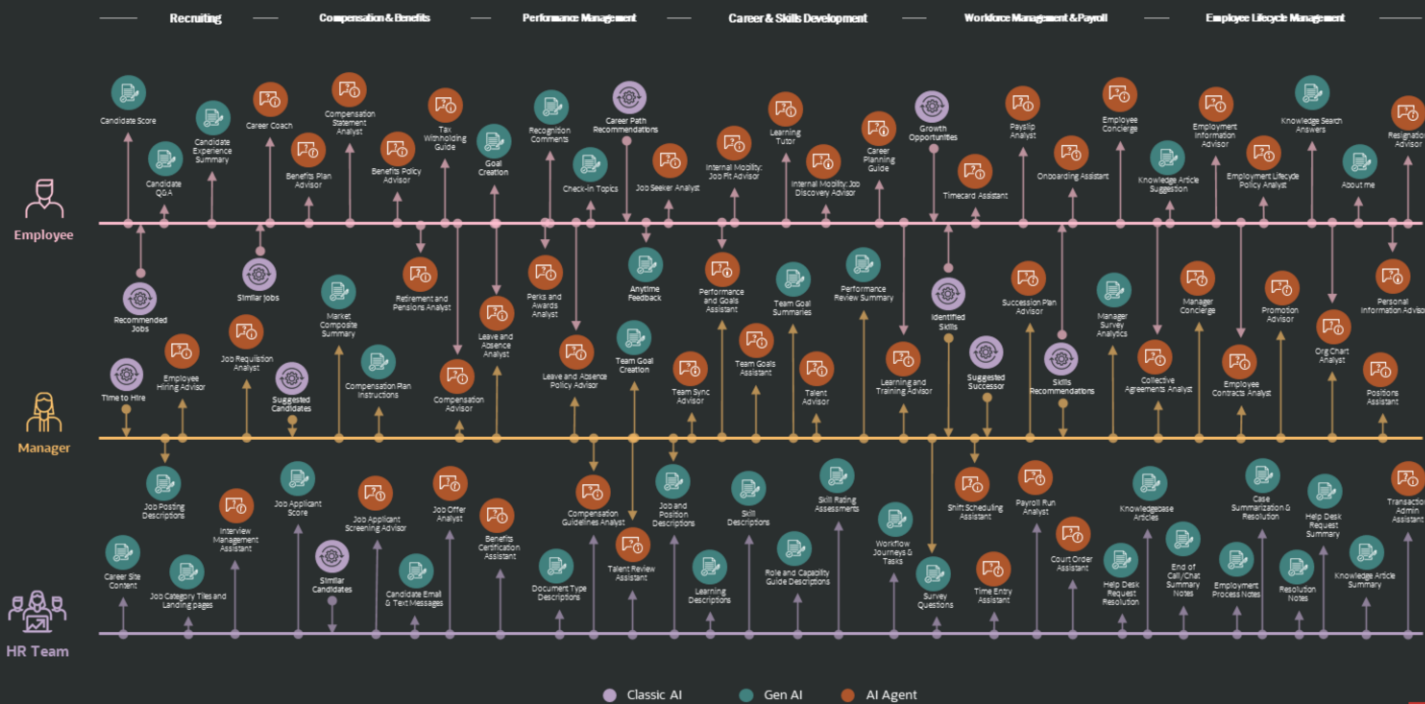 Recruiting
Compensation & Benefits
Performance Management
Career & Skills Development
Workforce Management & Payroll
Employee Lifecycle Management
Candidate Score
Candidate
Q&A
Candidate
Experience
Summary
Career Coach
Benefits Plan
Advisor
Compensation
Statement
Analyst
Benefits Policy
Advisor
Tax
Withholding
Guide
Goal
Creation
Recognition
Comments
Check-In Topics
Career Path
Recommendations
Job Seeker Analyst
Internal Mobility:
Job Fit Advisor
Learning
Tutor
Internal Mobility: Job
Discovery Advisor
Career
Planning
Guide
Growth
Opportunities
Timecard Assistant
Payslip
Analyst
Onboarding Assistant
Employee
Concierge
Knowledge Article
Suggestion
Employment
Information
Advisor
Employment Lifecycle
Policy Analyst
Knowledge Search
Answers
About me
Resignation
Advisor
Employee
Recommended
Jobs
Similar Jobs
Market
Composite
Summary
Retirement and
Pensions Analyst
Leave and
Absence
Analyst
Perks and
Awards
Analyst
Anytime
Feedback
Performance
and Goals
Assistant
Team Goal
Summaries
Performance
Review Summary
Identified
Skills
Succession Plan
Advisor
Manager
Survey
Analytics
Manager
Concierge
Promotion
Advisor
Personal
Information Advisor
Time to Hire
Employee
Hiring Advisor
Job Requisition
Analyst
Suggested
Candidates
Compensation Plan
Instructions
Compensation
Advisor
Leave and Absence
Policy Advisor
Team Goal
Creation
Team Sync
Advisor
Team Goals
Assistant
Talent
Advisor
Learning and
Training Advisor
Suggested
Successor
Skills
Recommendations
Collective
Agreements Analyst
Employee
Contracts Analyst
Org Chart
Analyst
Positions
Assistant
Manager
Job Posting
Descriptions
Interview
Management
Assistant
Job Applicant
Score
Job Applicant
Screening Advisor
Job Offer
Analyst
Benefits
Certification
Assistant
Compensation
Guidelines Analyst
Job and
Position Descriptions
Skill
Descriptions
Skill Rating
Assessments
Workflow
Journeys &
Tasks
Shift Scheduling
Assistant
Payroll Run
Analyst
Knowledgecase
Articles
Case
Summarization &
Resolution
Help Desk
Request
Summary
Transaction
Admin
Assistant
Career Site
Content
Job Category Tiles and
Landing pages
Similar
Candidates
Candidate Email
& Text Messages
Document Type
Descriptions
Talent Review
Assistant
Learning
Descriptions
Role and Capability
Guide Descriptions
Survey
Questions
Time Entry
Assistant
Court Order
Assistant
Help Desk
Request
Resolution
End of
Call/Chat
Summary
Notes
Employment
Process Notes
Resolution
Notes
Knowledge Article
Summary
HR Team
Classic AI
Gen AI
AI Agent